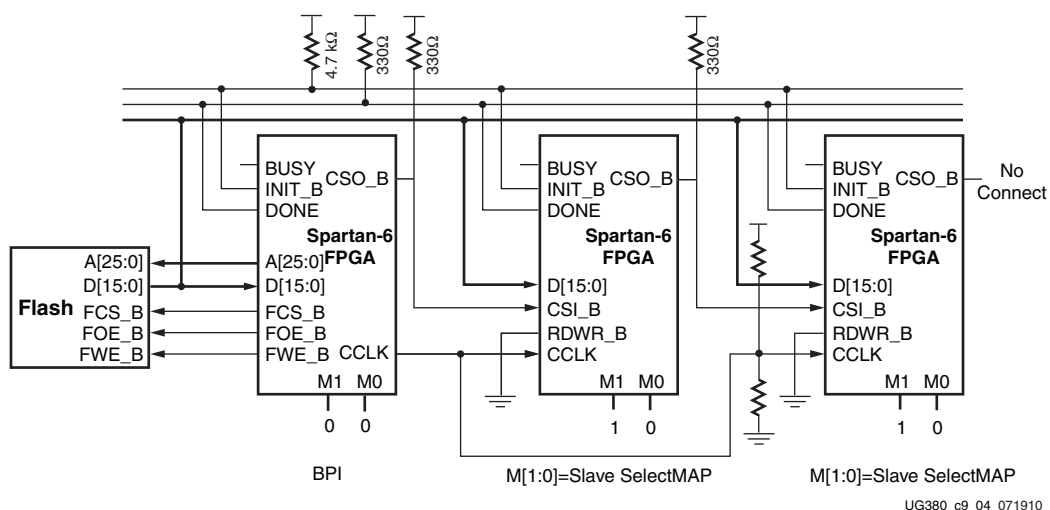 4.7 kΩ
330Ω
330Ω
330Ω
BUSY
INIT_B
DONE
CSO_B
Spartan-6
FPGA
A[25:0]
D[15:0]
FCS_B
FOE_B
FWE_B
CCLK
M1 M0
0 0
BPI
Flash
A[25:0]
D[15:0]
FCS_B
FOE_B
FWE_B
BUSY
INIT_B
DONE
CSO_B
Spartan-6
FPGA
D[15:0]
CSI_B
RDWR_B
CCLK
M1 M0
1 0
M[1:0]=Slave SelectMAP
BUSY
INIT_B
DONE
CSO_B
No
Connect
Spartan-6
FPGA
D[15:0]
CSI_B
RDWR_B
CCLK
M1 M0
1 0
M[1:0]=Slave SelectMAP
UG380_c9_04_071910